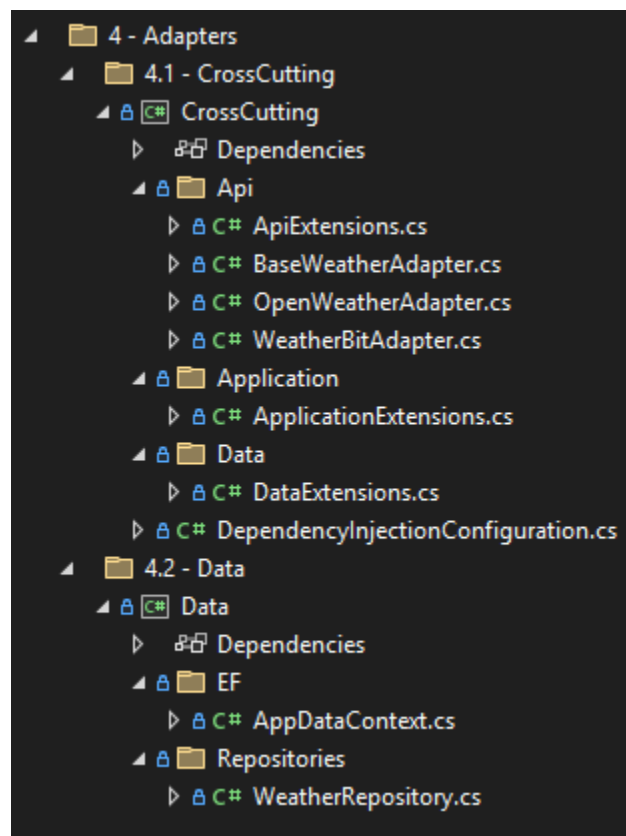 4 - Adapters
4.1 - CrossCutting
C# CrossCutting
Dependencies
Api
C# ApiExtensions.cs
C# BaseWeatherAdapter.cs
C# OpenWeatherAdapter.cs
C# WeatherBitAdapter.cs
Application
C# ApplicationExtensions.cs
Data
C# DataExtensions.cs
C# DependencyInjectionConfiguration.cs
4.2 - Data
C# Data
Dependencies
EF
C# AppDataContext.cs
Repositories
C# WeatherRepository.cs